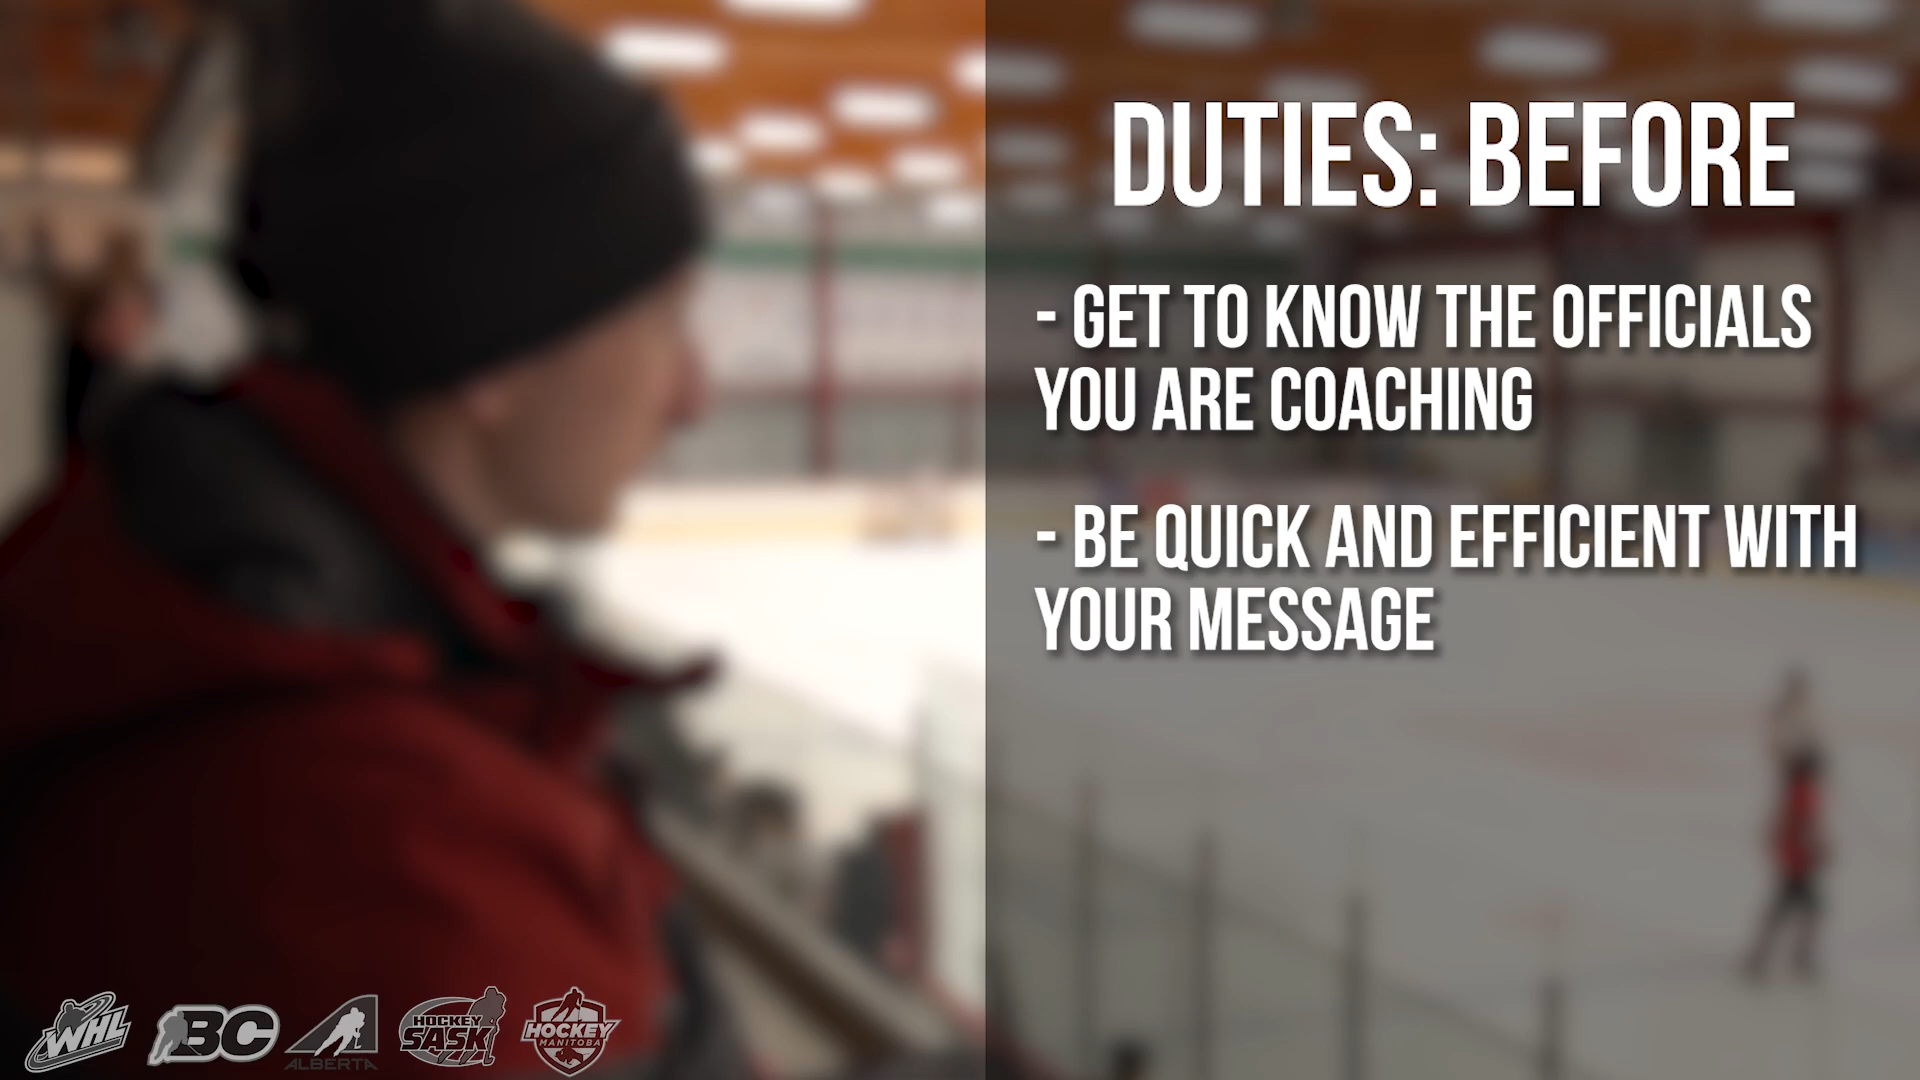 DUTIES: BEFORE
- GET TO KNOW THE OFFICIALS
YOU ARE COACHING
- BE QUICK AND EFFICIENT WITH
YOUR MESSAGE
WHL
BC
ALBERTA
HOCKEY
SASK
HOCKEY
MANITOBA